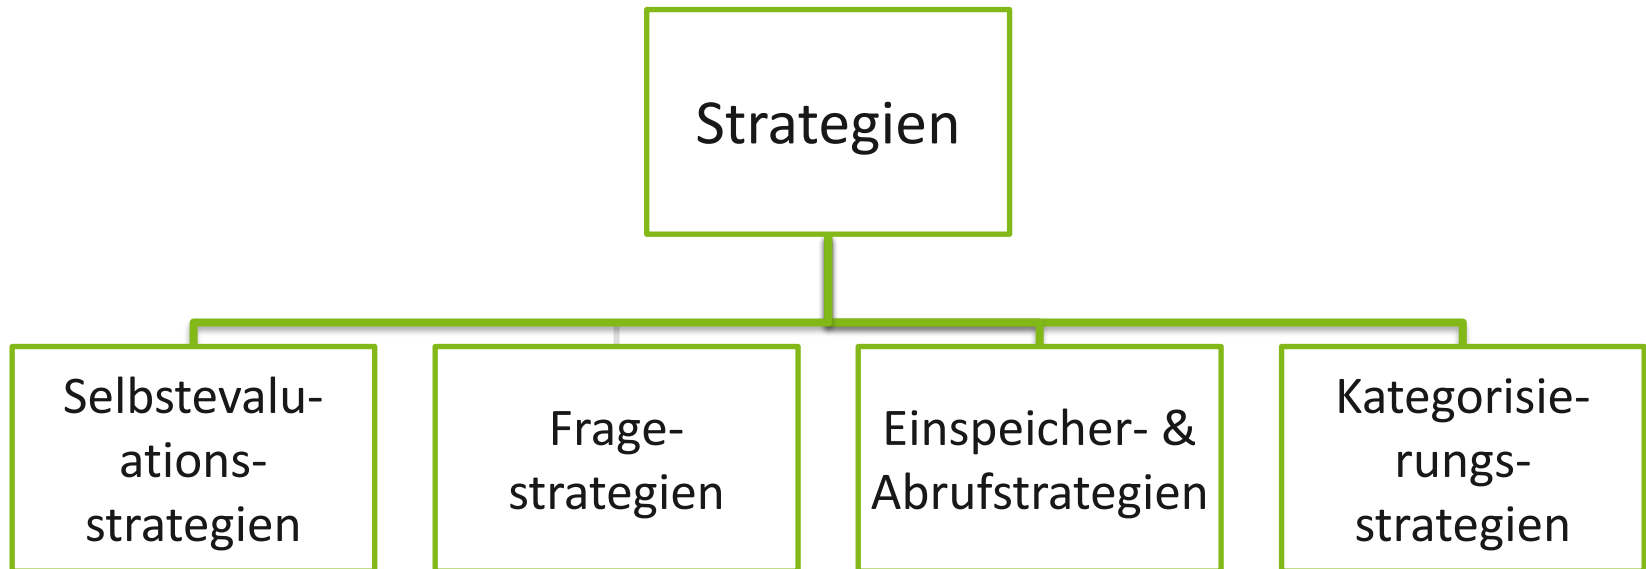 Strategien
Selbstevalu-
ations-
strategien
Frage-
strategien
Einspeicher- &
Abrufstrategien
Kategorisie-
rungs-
strategien